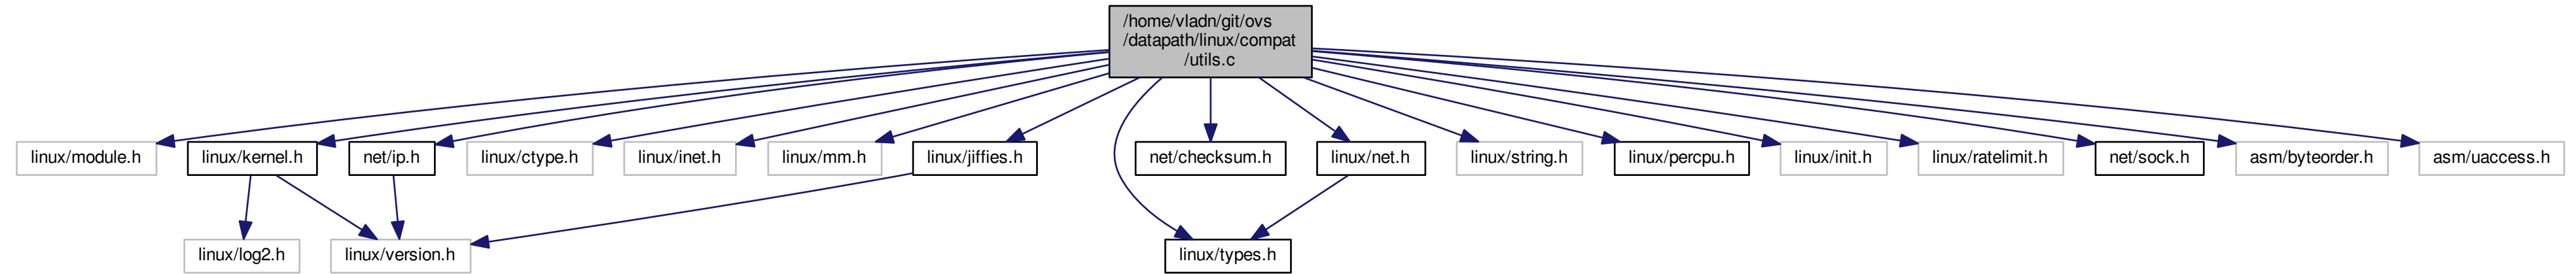 /home/vladn/git/ovs
/datapath/linux/compat
/utils.c
linux/module.h
linux/kernel.h
net/ip.h
linux/ctype.h
linux/inet.h
linux/mm.h
linux/jiffies.h
net/checksum.h
linux/net.h
linux/string.h
linux/percpu.h
linux/init.h
linux/ratelimit.h
net/sock.h
asm/byteorder.h
asm/uaccess.h
linux/log2.h
linux/version.h
linux/types.h